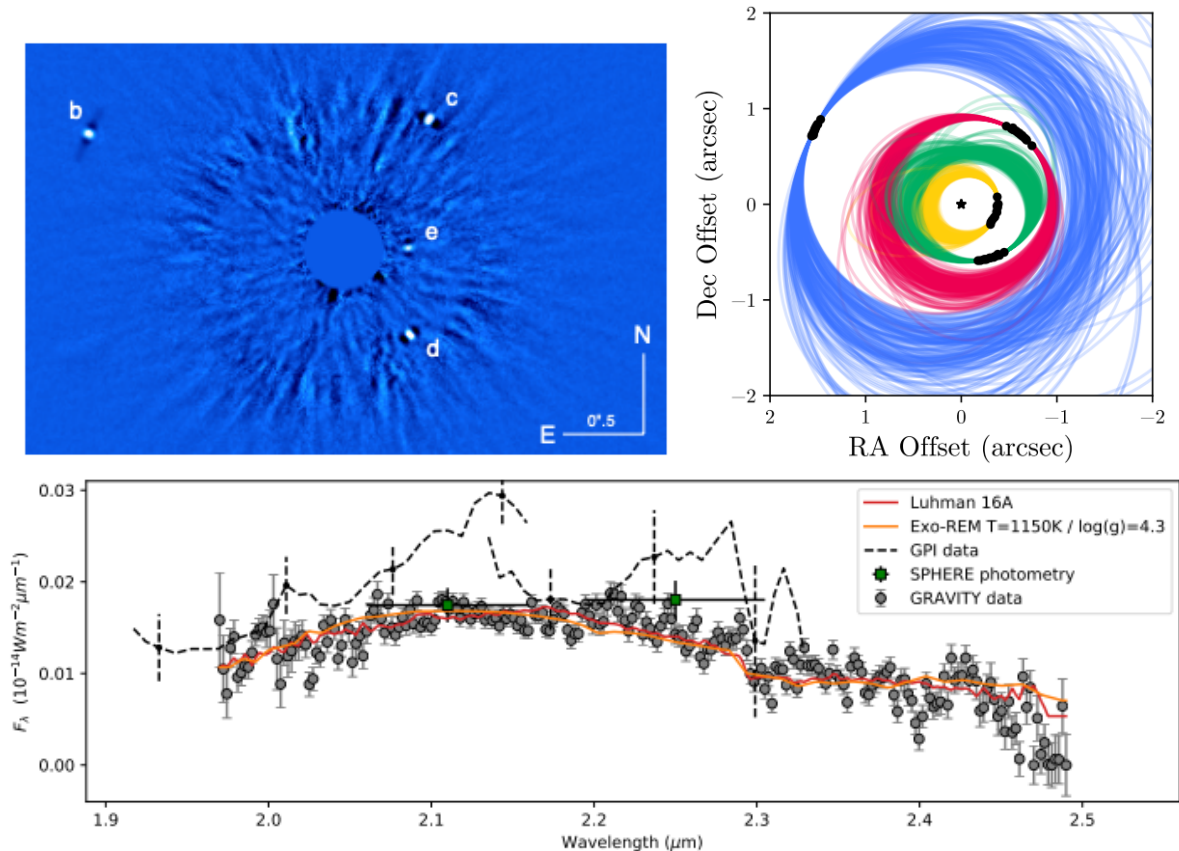 b
c
e
d
N
E
0".5
2
1
0
−1
−2
Dec Offset (arcsec)
2
1
0
−1
−2
RA Offset (arcsec)
0.03
0.02
0.01
0.00
F_λ (10⁻¹⁴Wm⁻²μm⁻¹)
Luhman 16A
Exo-REM T=1150K / log(g)=4.3
GPI data
SPHERE photometry
GRAVITY data
1.9
2.0
2.1
2.2
2.3
2.4
2.5
Wavelength (μm)